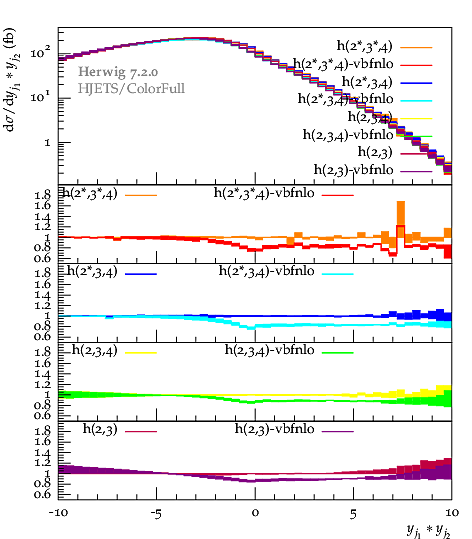 dσ/dy_{j_1} * y_{j_2} (fb)
10^2
10^1
1
Herwig 7.2.0
HJETS/ColorFull
h(2*,3*,4)
h(2*,3*,4)-vbfnlo
h(2*,3,4)
h(2*,3,4)-vbfnlo
h(2,3,4)
h(2,3,4)-vbfnlo
h(2,3)
h(2,3)-vbfnlo
h(2*,3*,4) h(2*,3*,4)-vbfnlo
1.8
1.6
1.4
1.2
1
0.8
0.6
h(2*,3,4) h(2*,3,4)-vbfnlo
1.8
1.6
1.4
1.2
1
0.8
0.6
h(2,3,4) h(2,3,4)-vbfnlo
1.8
1.6
1.4
1.2
1
0.8
0.6
h(2,3) h(2,3)-vbfnlo
1.8
1.6
1.4
1.2
1
0.8
0.6
-10 -5 0 5 10
y_{j_1} * y_{j_2}